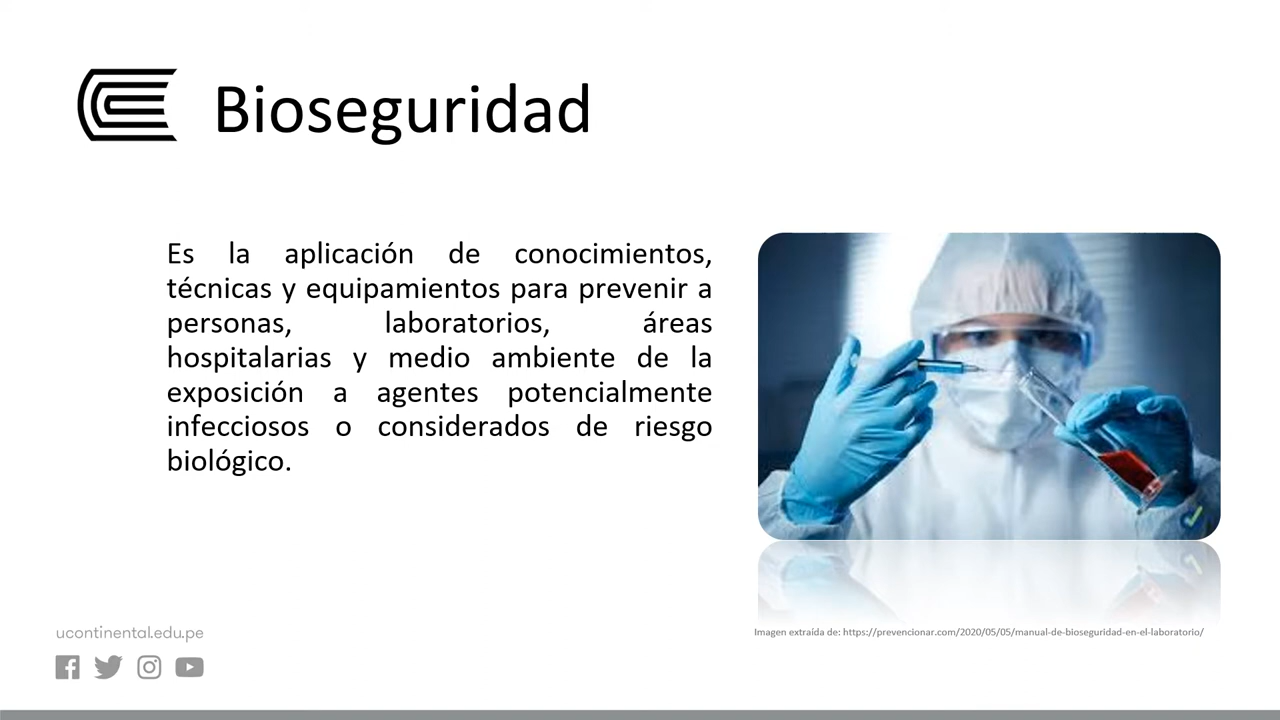 Bioseguridad
Es la aplicación de conocimientos,
técnicas y equipamientos para prevenir a
personas, laboratorios, áreas
hospitalarias y medio ambiente de la
exposición a agentes potencialmente
infecciosos o considerados de riesgo
biológico.
ucontinental.edu.pe
Imagen extraída de: https://prevencionar.com/2020/05/05/manual-de-bioseguridad-en-el-laboratorio/